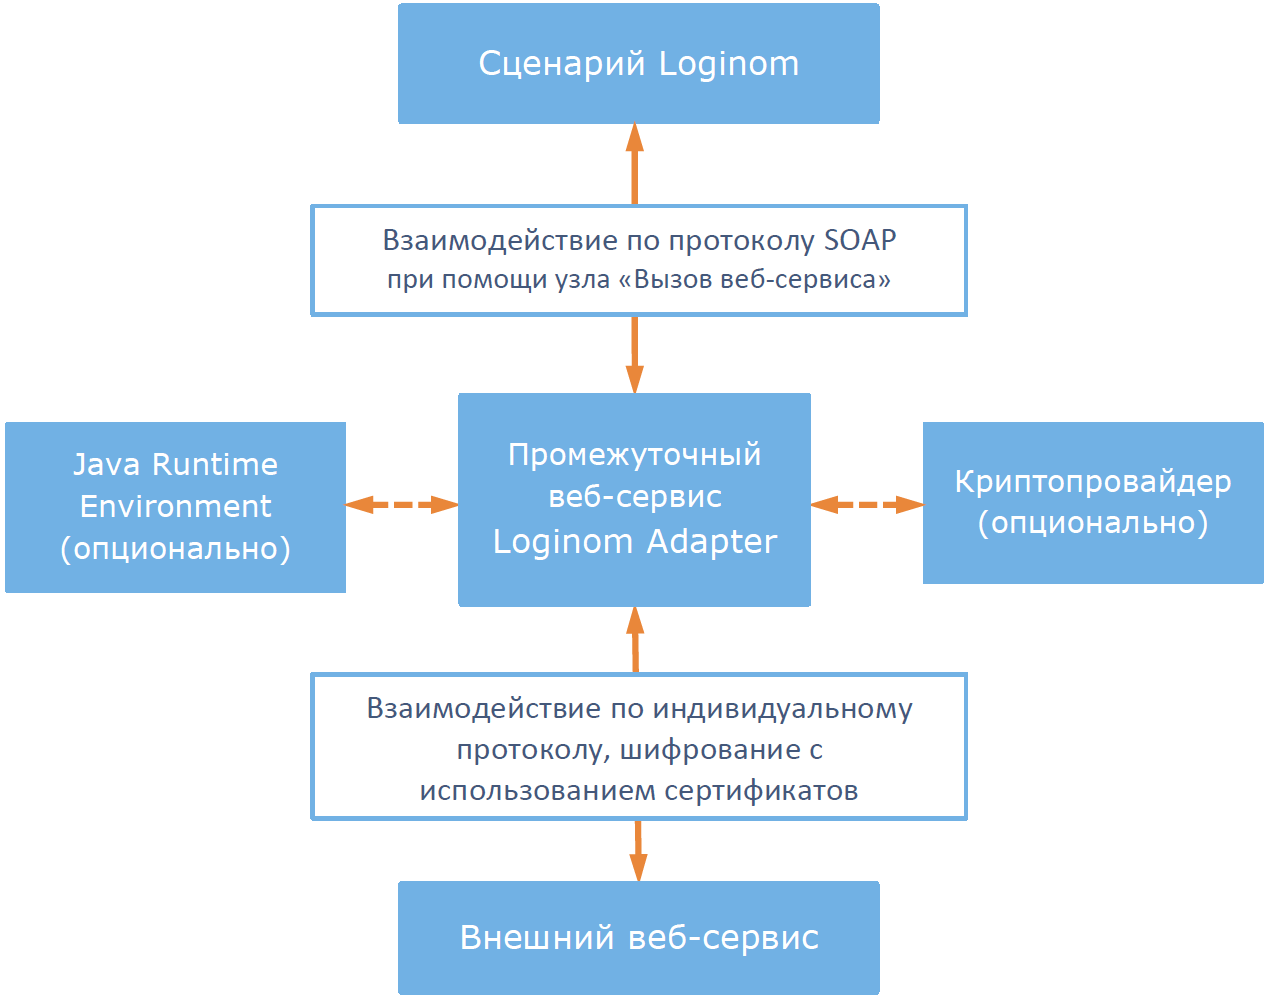 Сценарий Loginom
Взаимодействие по протоколу SOAP
при помощи узла «Вызов веб-сервиса»
Java Runtime
Environment
(опционально)
Промежуточный
веб-сервис
Loginom Adapter
Криптопровайдер
(опционально)
Взаимодействие по индивидуальному
протоколу, шифрование с
использованием сертификатов
Внешний веб-сервис